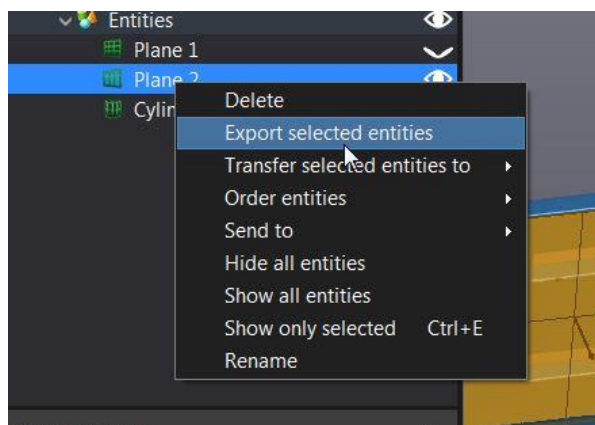 Entities
Plane 1
Plane 2
Delete
Export selected entities
Transfer selected entities to
Order entities
Send to
Hide all entities
Show all entities
Show only selected Ctrl+E
Rename